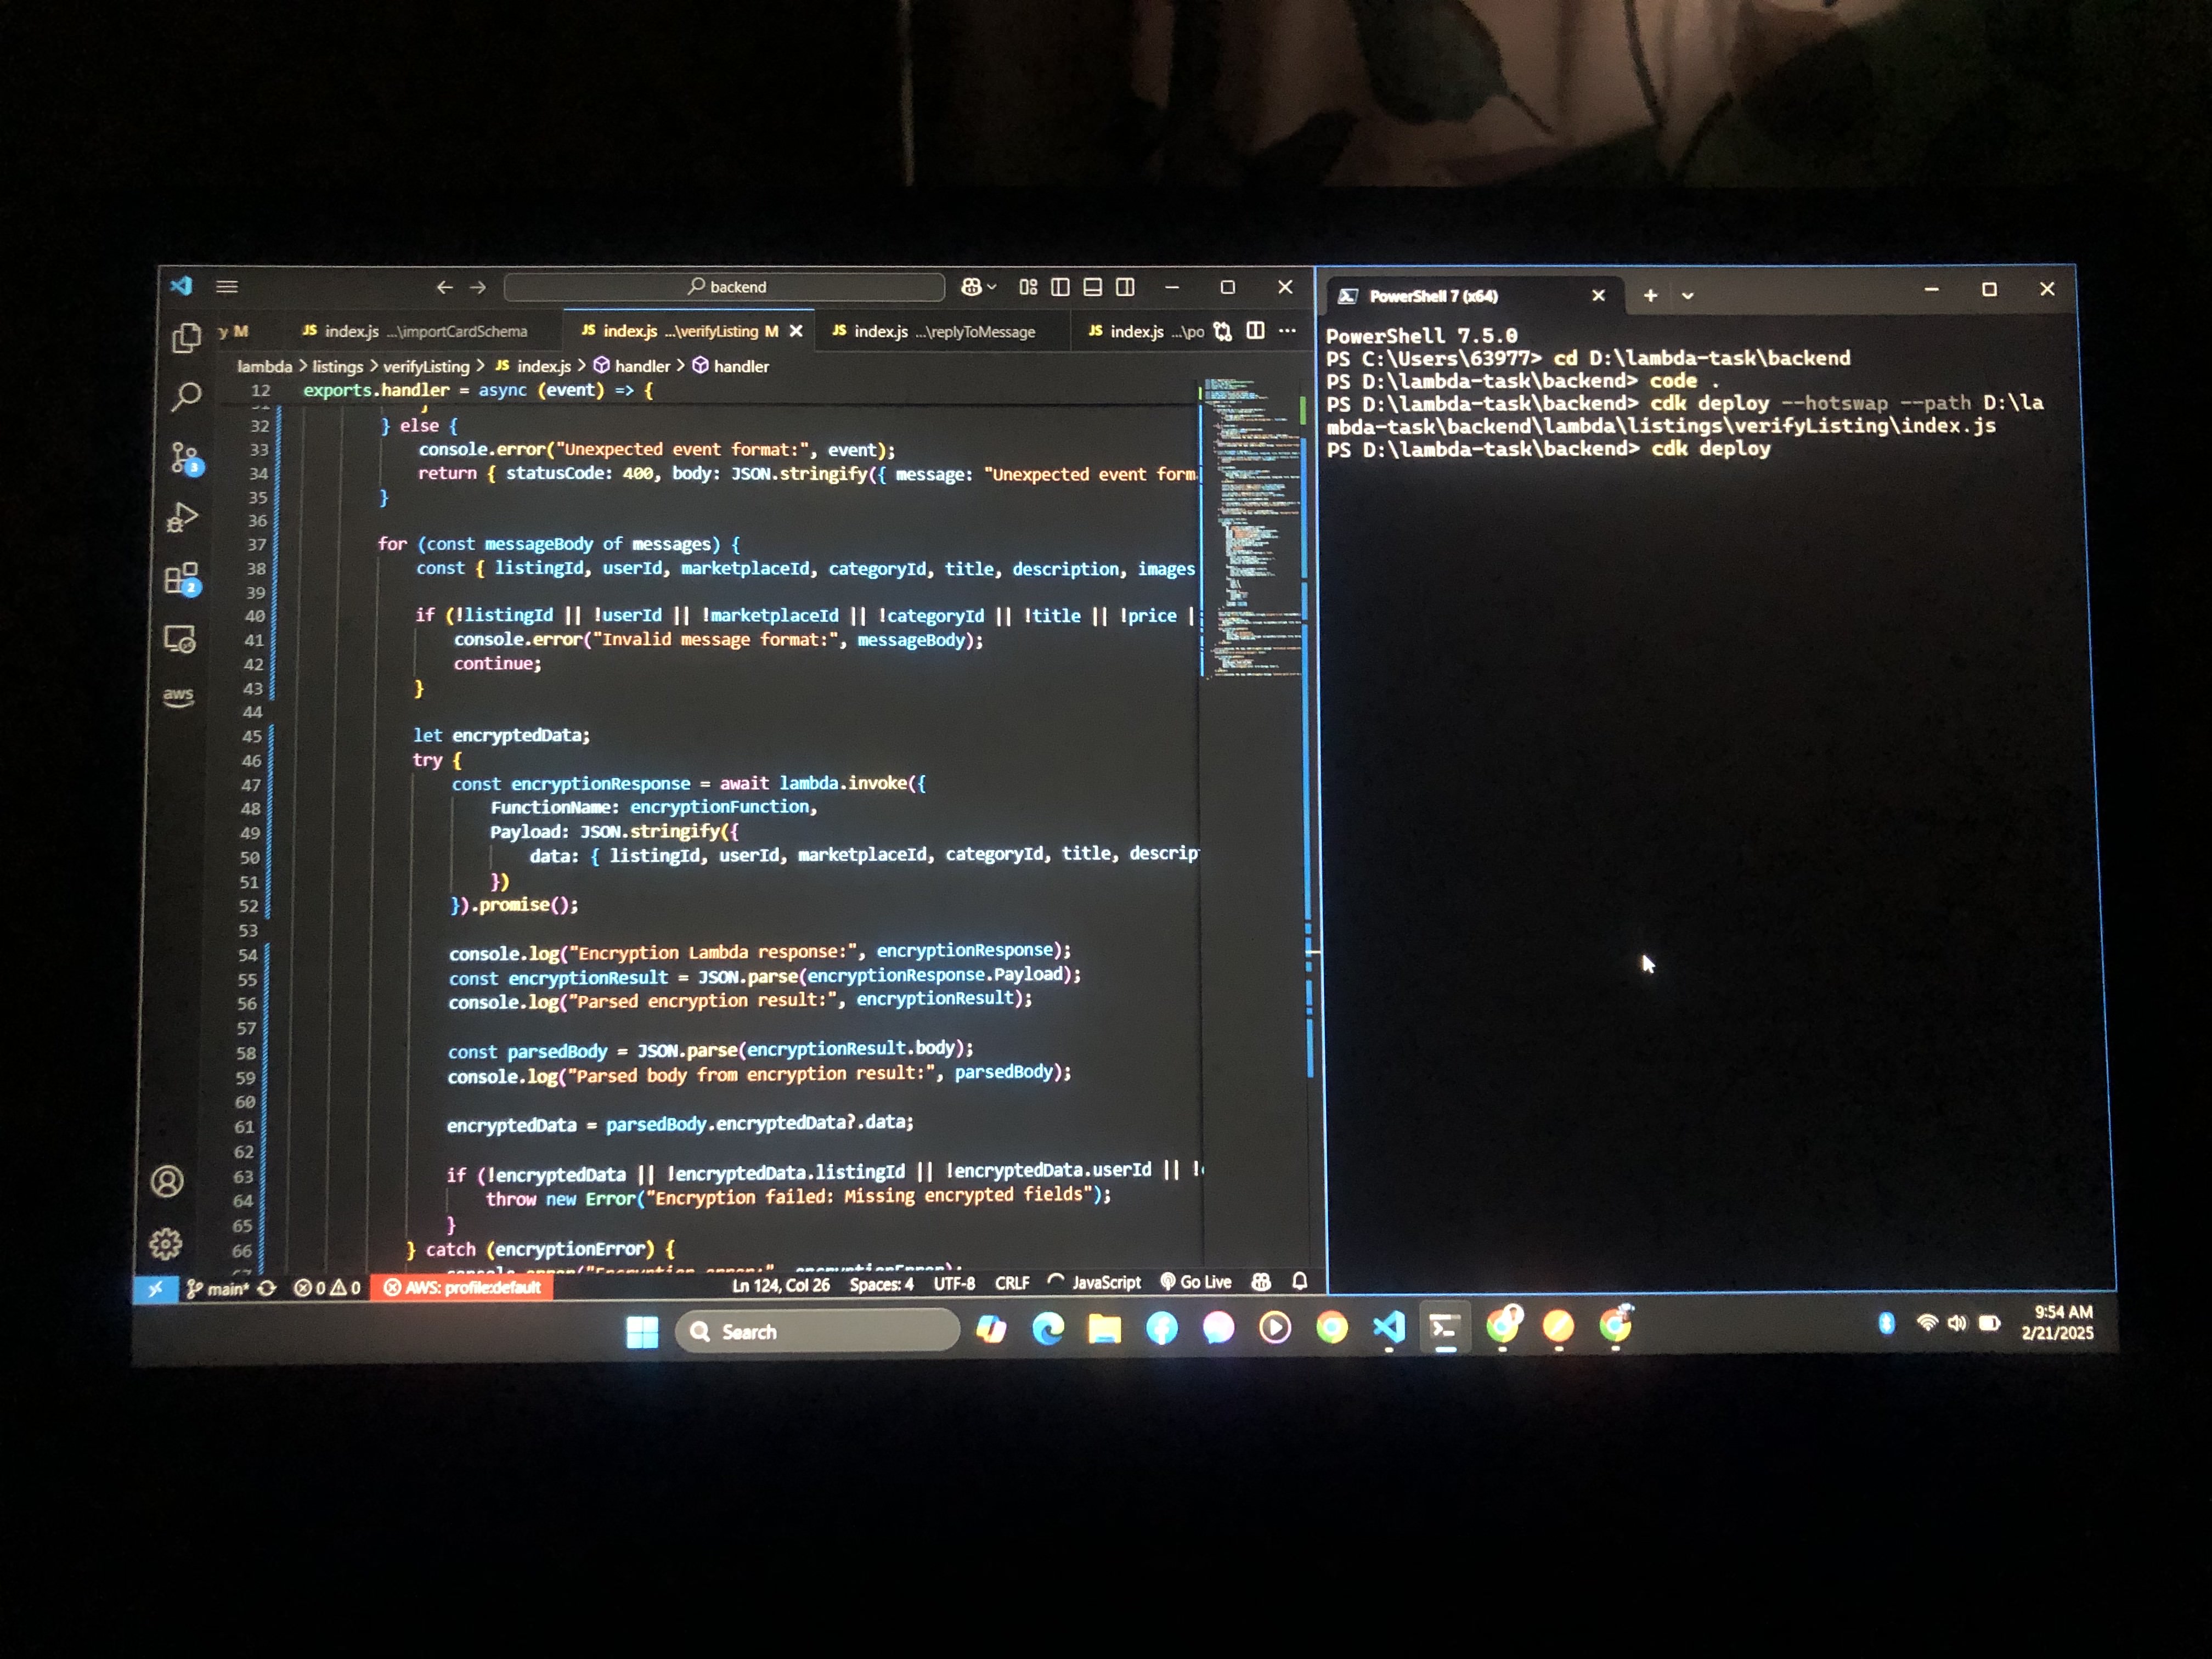 backend
y M
JS index.js ...\importCardSchema
JS index.js ...\verifyListing M
JS index.js ...\replyToMessage
JS index.js ...\po
lambda > listings > verifyListing > JS index.js > handler > handler
12 exports.handler = async (event) => {
32 } else {
33 console.error("Unexpected event format:", event);
34 return { statusCode: 400, body: JSON.stringify({ message: "Unexpected event form
35 }
36
37 for (const messageBody of messages) {
38 const { listingId, userId, marketplaceId, categoryId, title, description, images
39
40 if (!listingId || !userId || !marketplaceId || !categoryId || !title || !price |
41 console.error("Invalid message format:", messageBody);
42 continue;
43 }
44
45 let encryptedData;
46 try {
47 const encryptionResponse = await lambda.invoke({
48 FunctionName: encryptionFunction,
49 Payload: JSON.stringify({
50 data: { listingId, userId, marketplaceId, categoryId, title, descrip
51 })
52 }).promise();
53
54 console.log("Encryption Lambda response:", encryptionResponse);
55 const encryptionResult = JSON.parse(encryptionResponse.Payload);
56 console.log("Parsed encryption result:", encryptionResult);
57
58 const parsedBody = JSON.parse(encryptionResult.body);
59 console.log("Parsed body from encryption result:", parsedBody);
60
61 encryptedData = parsedBody.encryptedData?.data;
62
63 if (!encryptedData || !encryptedData.listingId || !encryptedData.userId || !
64 throw new Error("Encryption failed: Missing encrypted fields");
65 }
66 } catch (encryptionError) {
3
2
aws
main*
0 0
AWS: profile:default
Ln 124, Col 26
Spaces: 4
UTF-8
CRLF
JavaScript
Go Live
PowerShell 7 (x64)
PowerShell 7.5.0
PS C:\Users\63977> cd D:\lambda-task\backend
PS D:\lambda-task\backend> code .
PS D:\lambda-task\backend> cdk deploy --hotswap --path D:\la
mbda-task\backend\lambda\listings\verifyListing\index.js
PS D:\lambda-task\backend> cdk deploy
Search
9:54 AM
2/21/2025